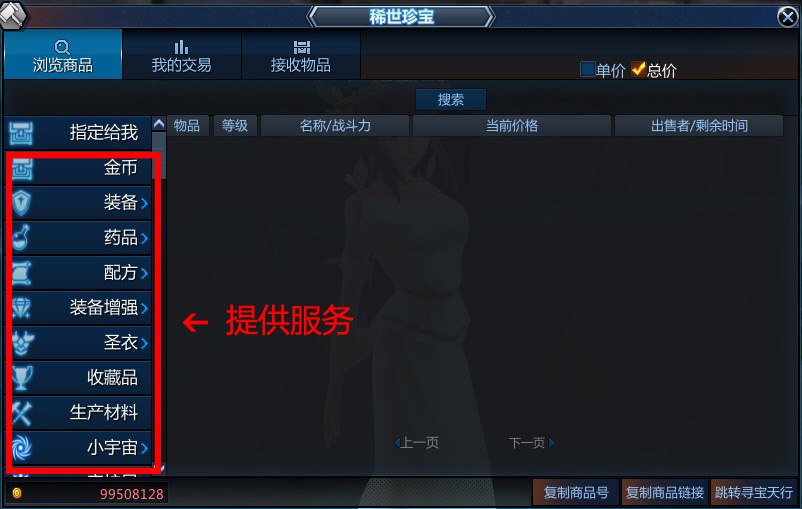 稀世珍宝
浏览商品
我的交易
接收物品
单价 总价
搜索
物品 等级 名称/战斗力 当前价格 出售者/剩余时间
指定给我
金币
装备
药品
配方
装备增强
圣衣
收藏品
生产材料
小宇宙
← 提供服务
上一页 下一页
99508128
复制商品号 复制商品链接 跳转寻宝天行